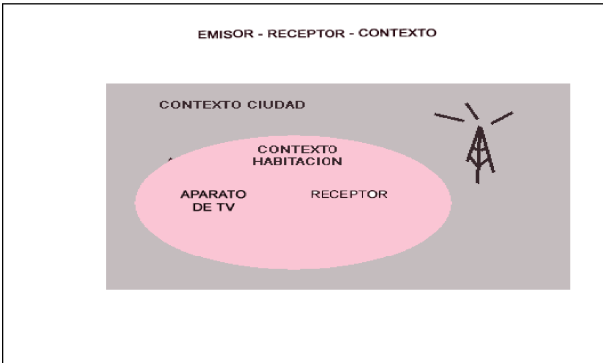 EMISOR - RECEPTOR - CONTEXTO
CONTEXTO CIUDAD
CONTEXTO
HABITACION
APARATO
DE TV
RECEPTOR